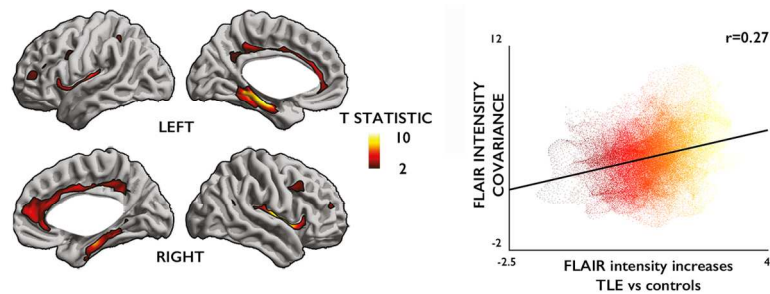 LEFT
T STATISTIC
10
2
RIGHT
12
r=0.27
FLAIR INTENSITY
COVARIANCE
-2
-2.5
4
FLAIR intensity increases
TLE vs controls